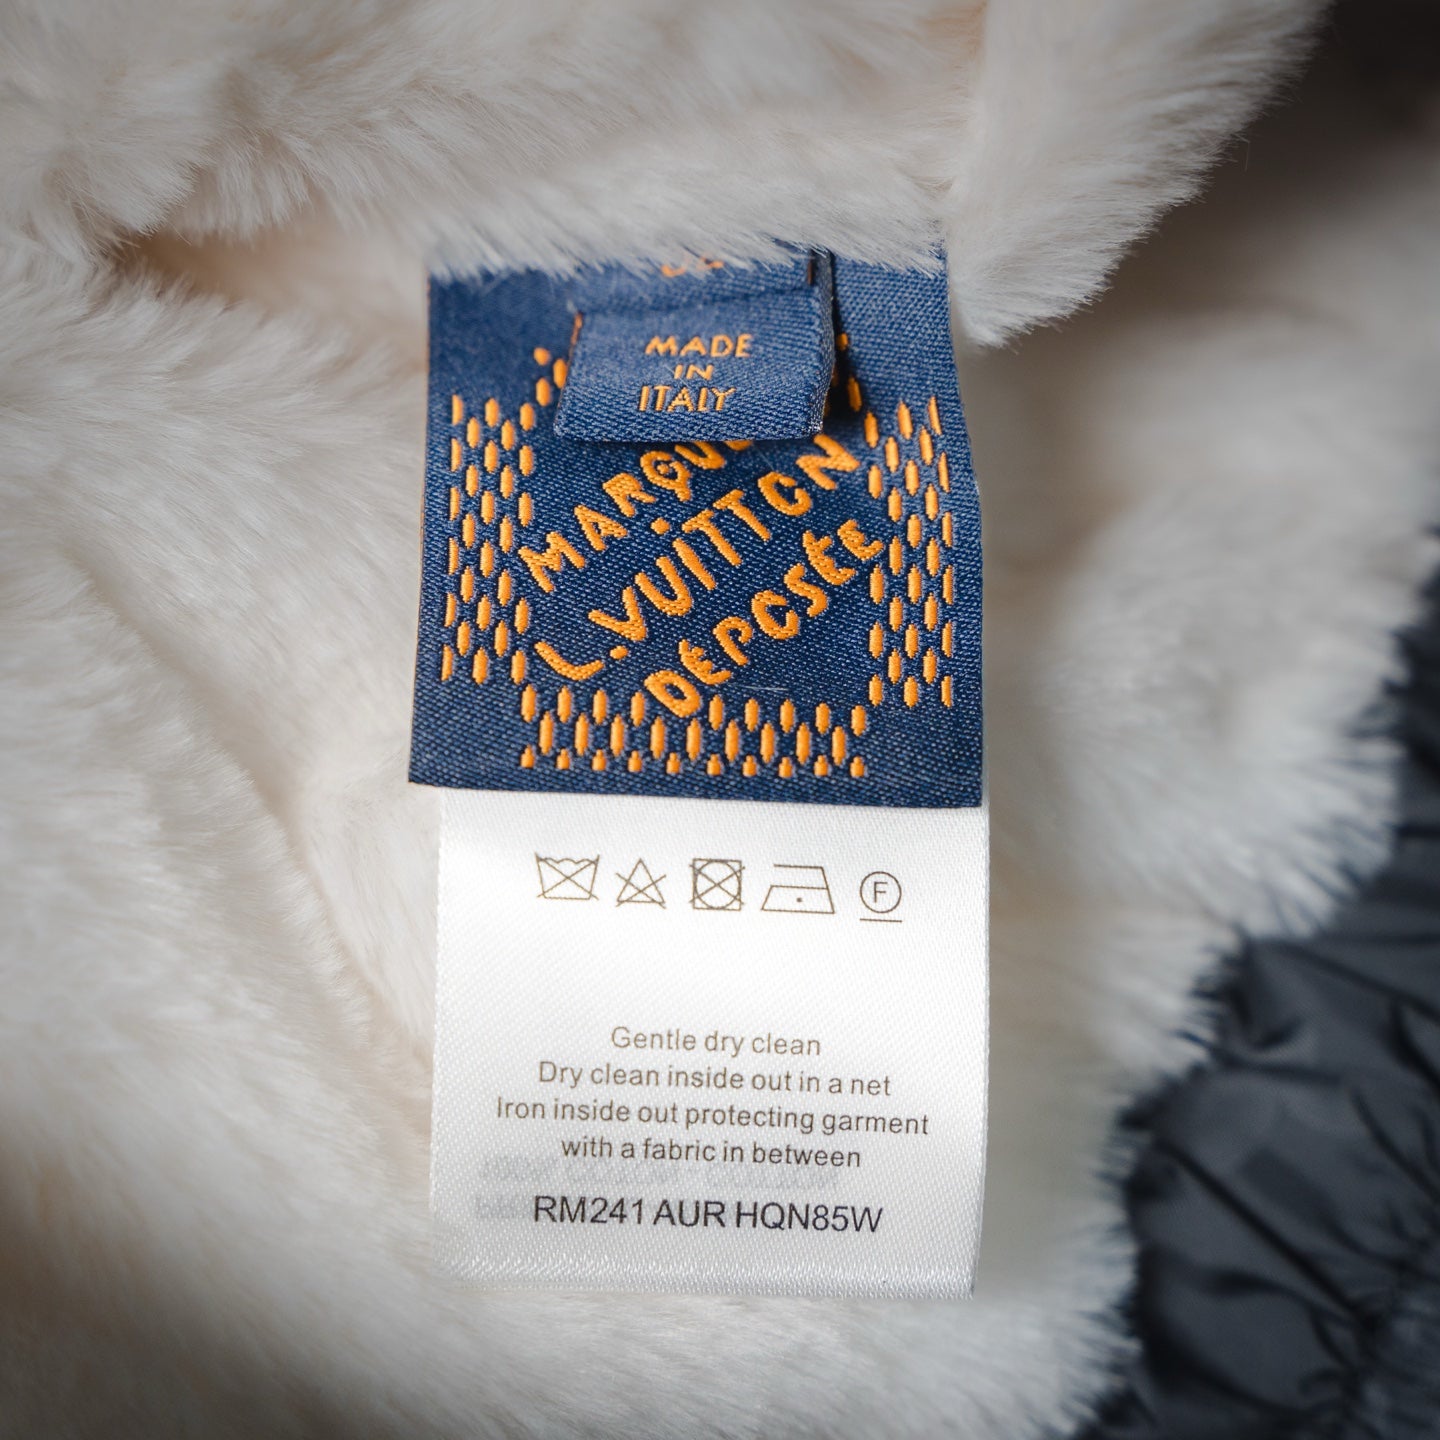 MADE
IN
ITALY
L.VUITTON
DÉPOSÉE
F
Gentle dry clean
Dry clean inside out in a net
Iron inside out protecting garment
with a fabric in between
RM241 AUR HQN85W